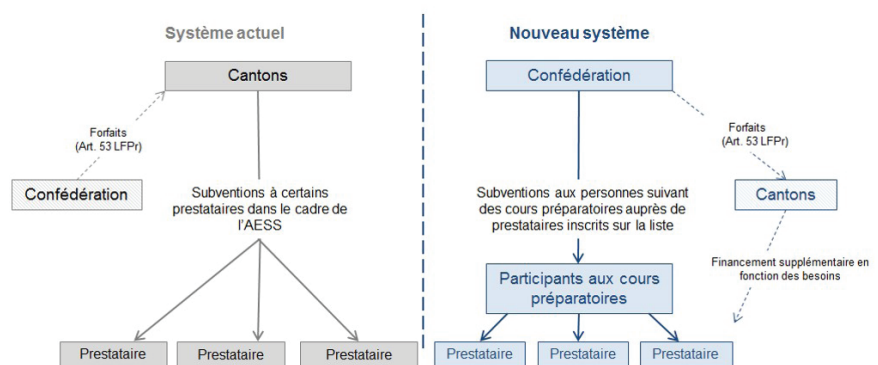 Système actuel
Cantons
Forfaits
(Art. 53 LFPr)
Confédération
Subventions à certains
prestataires dans le cadre de
l'AESS
Prestataire
Prestataire
Prestataire
Nouveau système
Confédération
Forfaits
(Art. 53 LFPr)
Subventions aux personnes suivant
des cours préparatoires auprès de
prestataires inscrits sur la liste
Cantons
Financement supplémentaire en
fonction des besoins
Participants aux cours
préparatoires
Prestataire
Prestataire
Prestataire